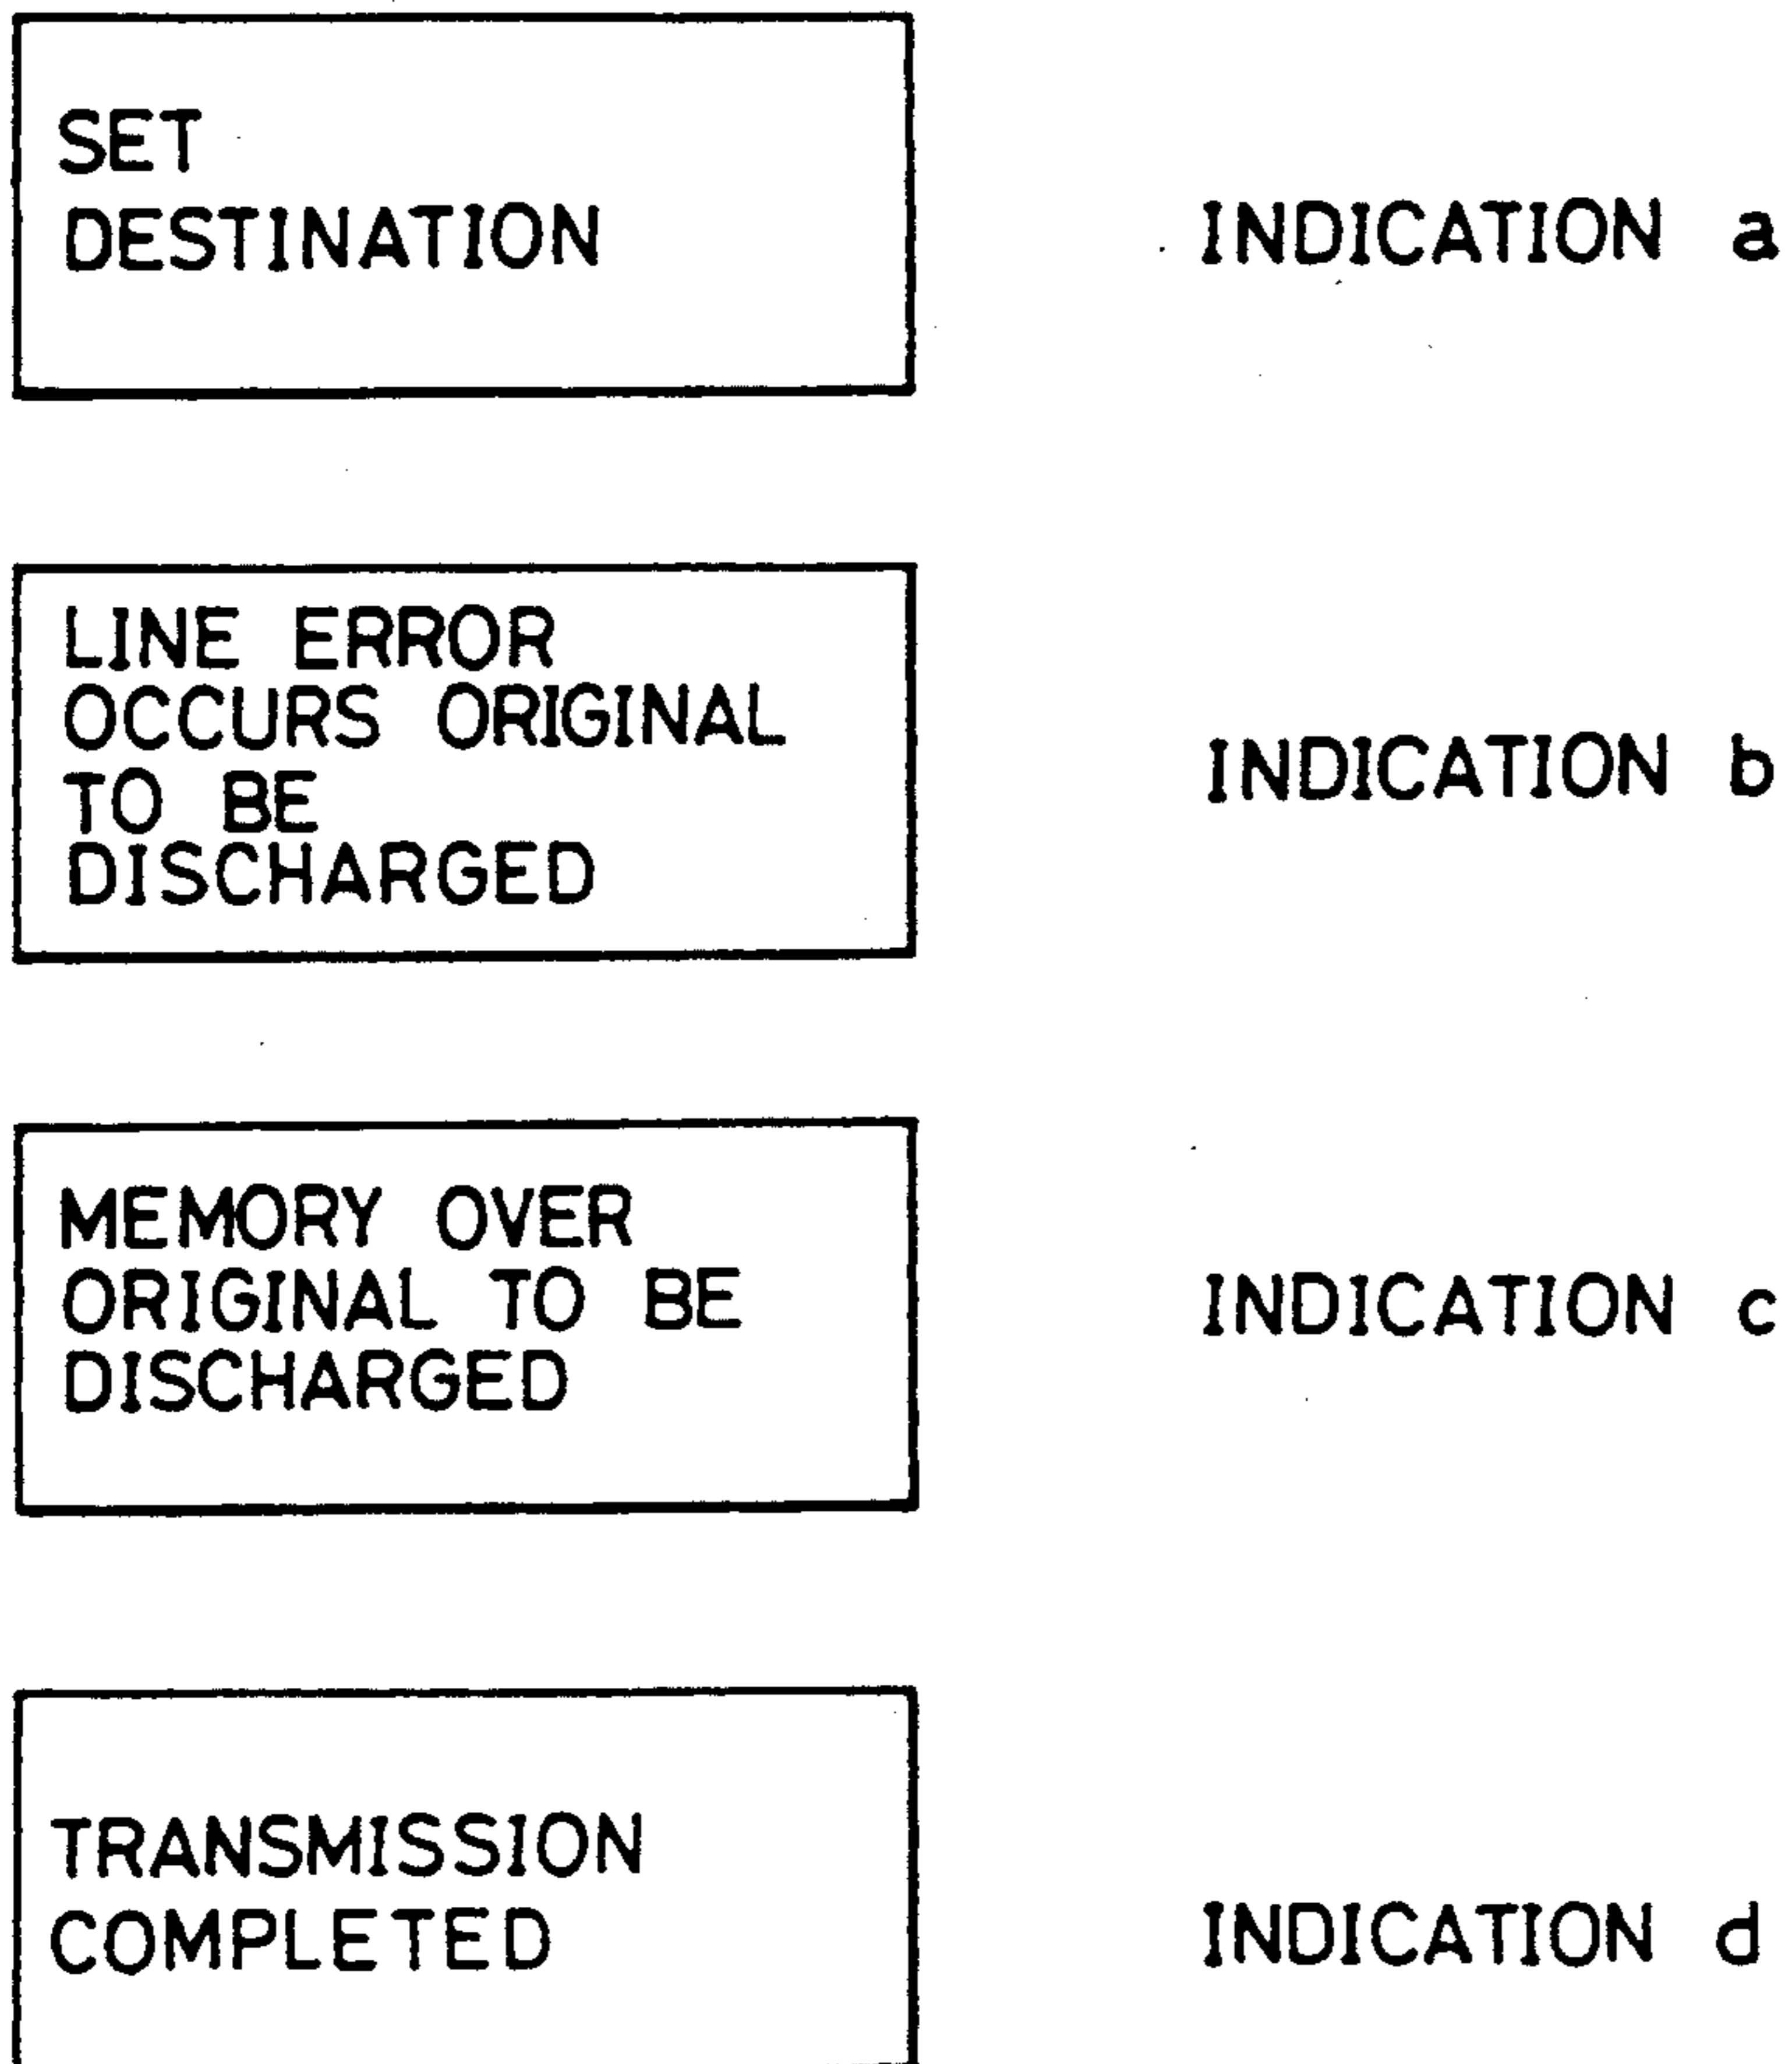 SET
DESTINATION
INDICATION a
LINE ERROR
OCCURS ORIGINAL
TO BE
DISCHARGED
INDICATION b
MEMORY OVER
ORIGINAL TO BE
DISCHARGED
INDICATION c
TRANSMISSION
COMPLETED
INDICATION d